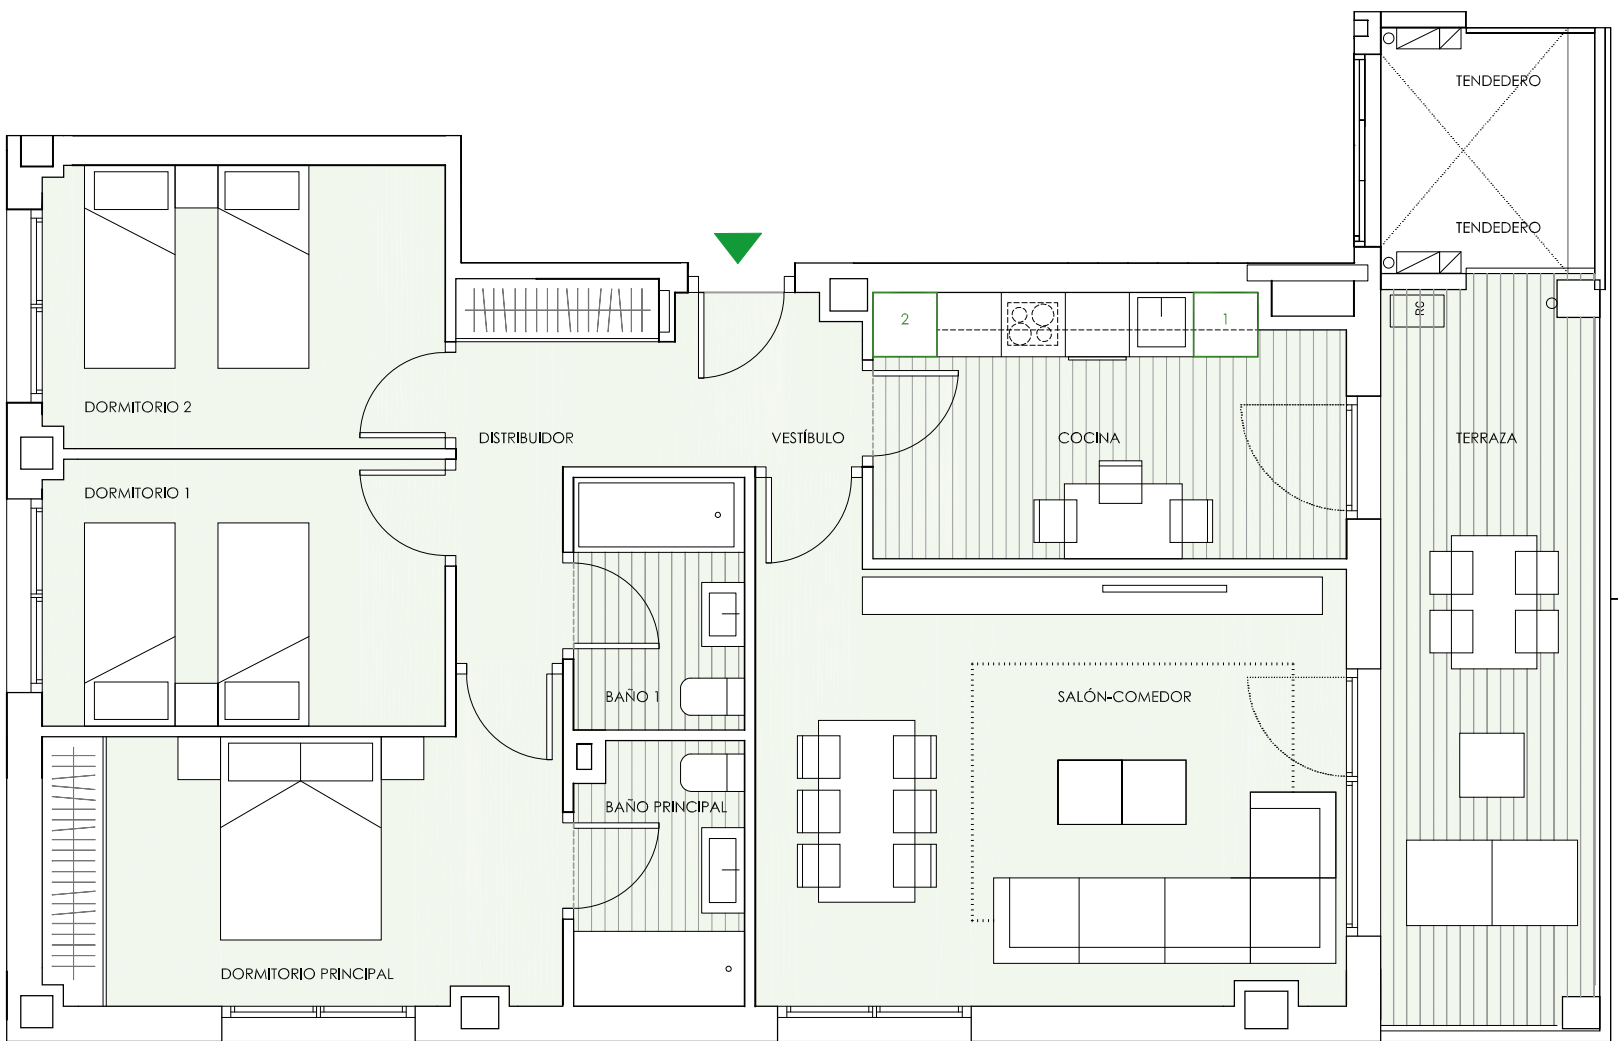 TENDEDERO
TENDEDERO
RC
2
1
DORMITORIO 2
DISTRIBUIDOR
VESTÍBULO
COCINA
TERRAZA
DORMITORIO 1
BAÑO 1
SALÓN-COMEDOR
BAÑO PRINCIPAL
DORMITORIO PRINCIPAL